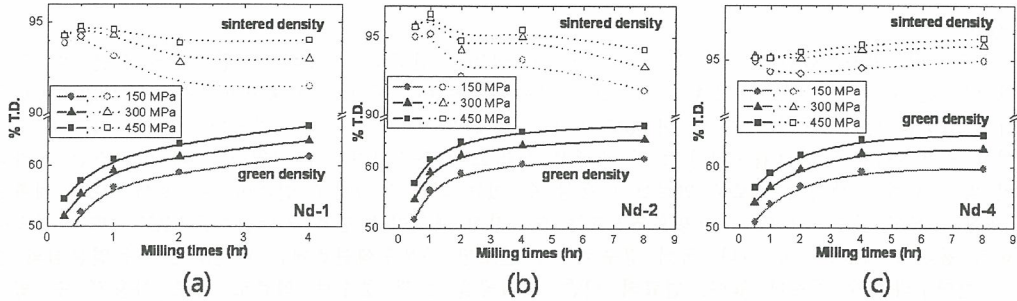 sintered density
95
90
% T.D.
150 MPa
300 MPa
450 MPa
60
50
green density
Nd-1
0 1 2 3 4
Milling times (hr)
(a)
sintered density
95
90
150 MPa
300 MPa
450 MPa
60
50
green density
Nd-2
0 1 2 3 4 5 6 7 8 9
Milling times (hr)
(b)
sintered density
95
% T.D.
150 MPa
300 MPa
450 MPa
60
50
green density
Nd-4
0 1 2 3 4 5 6 7 8 9
Milling times (hr)
(c)